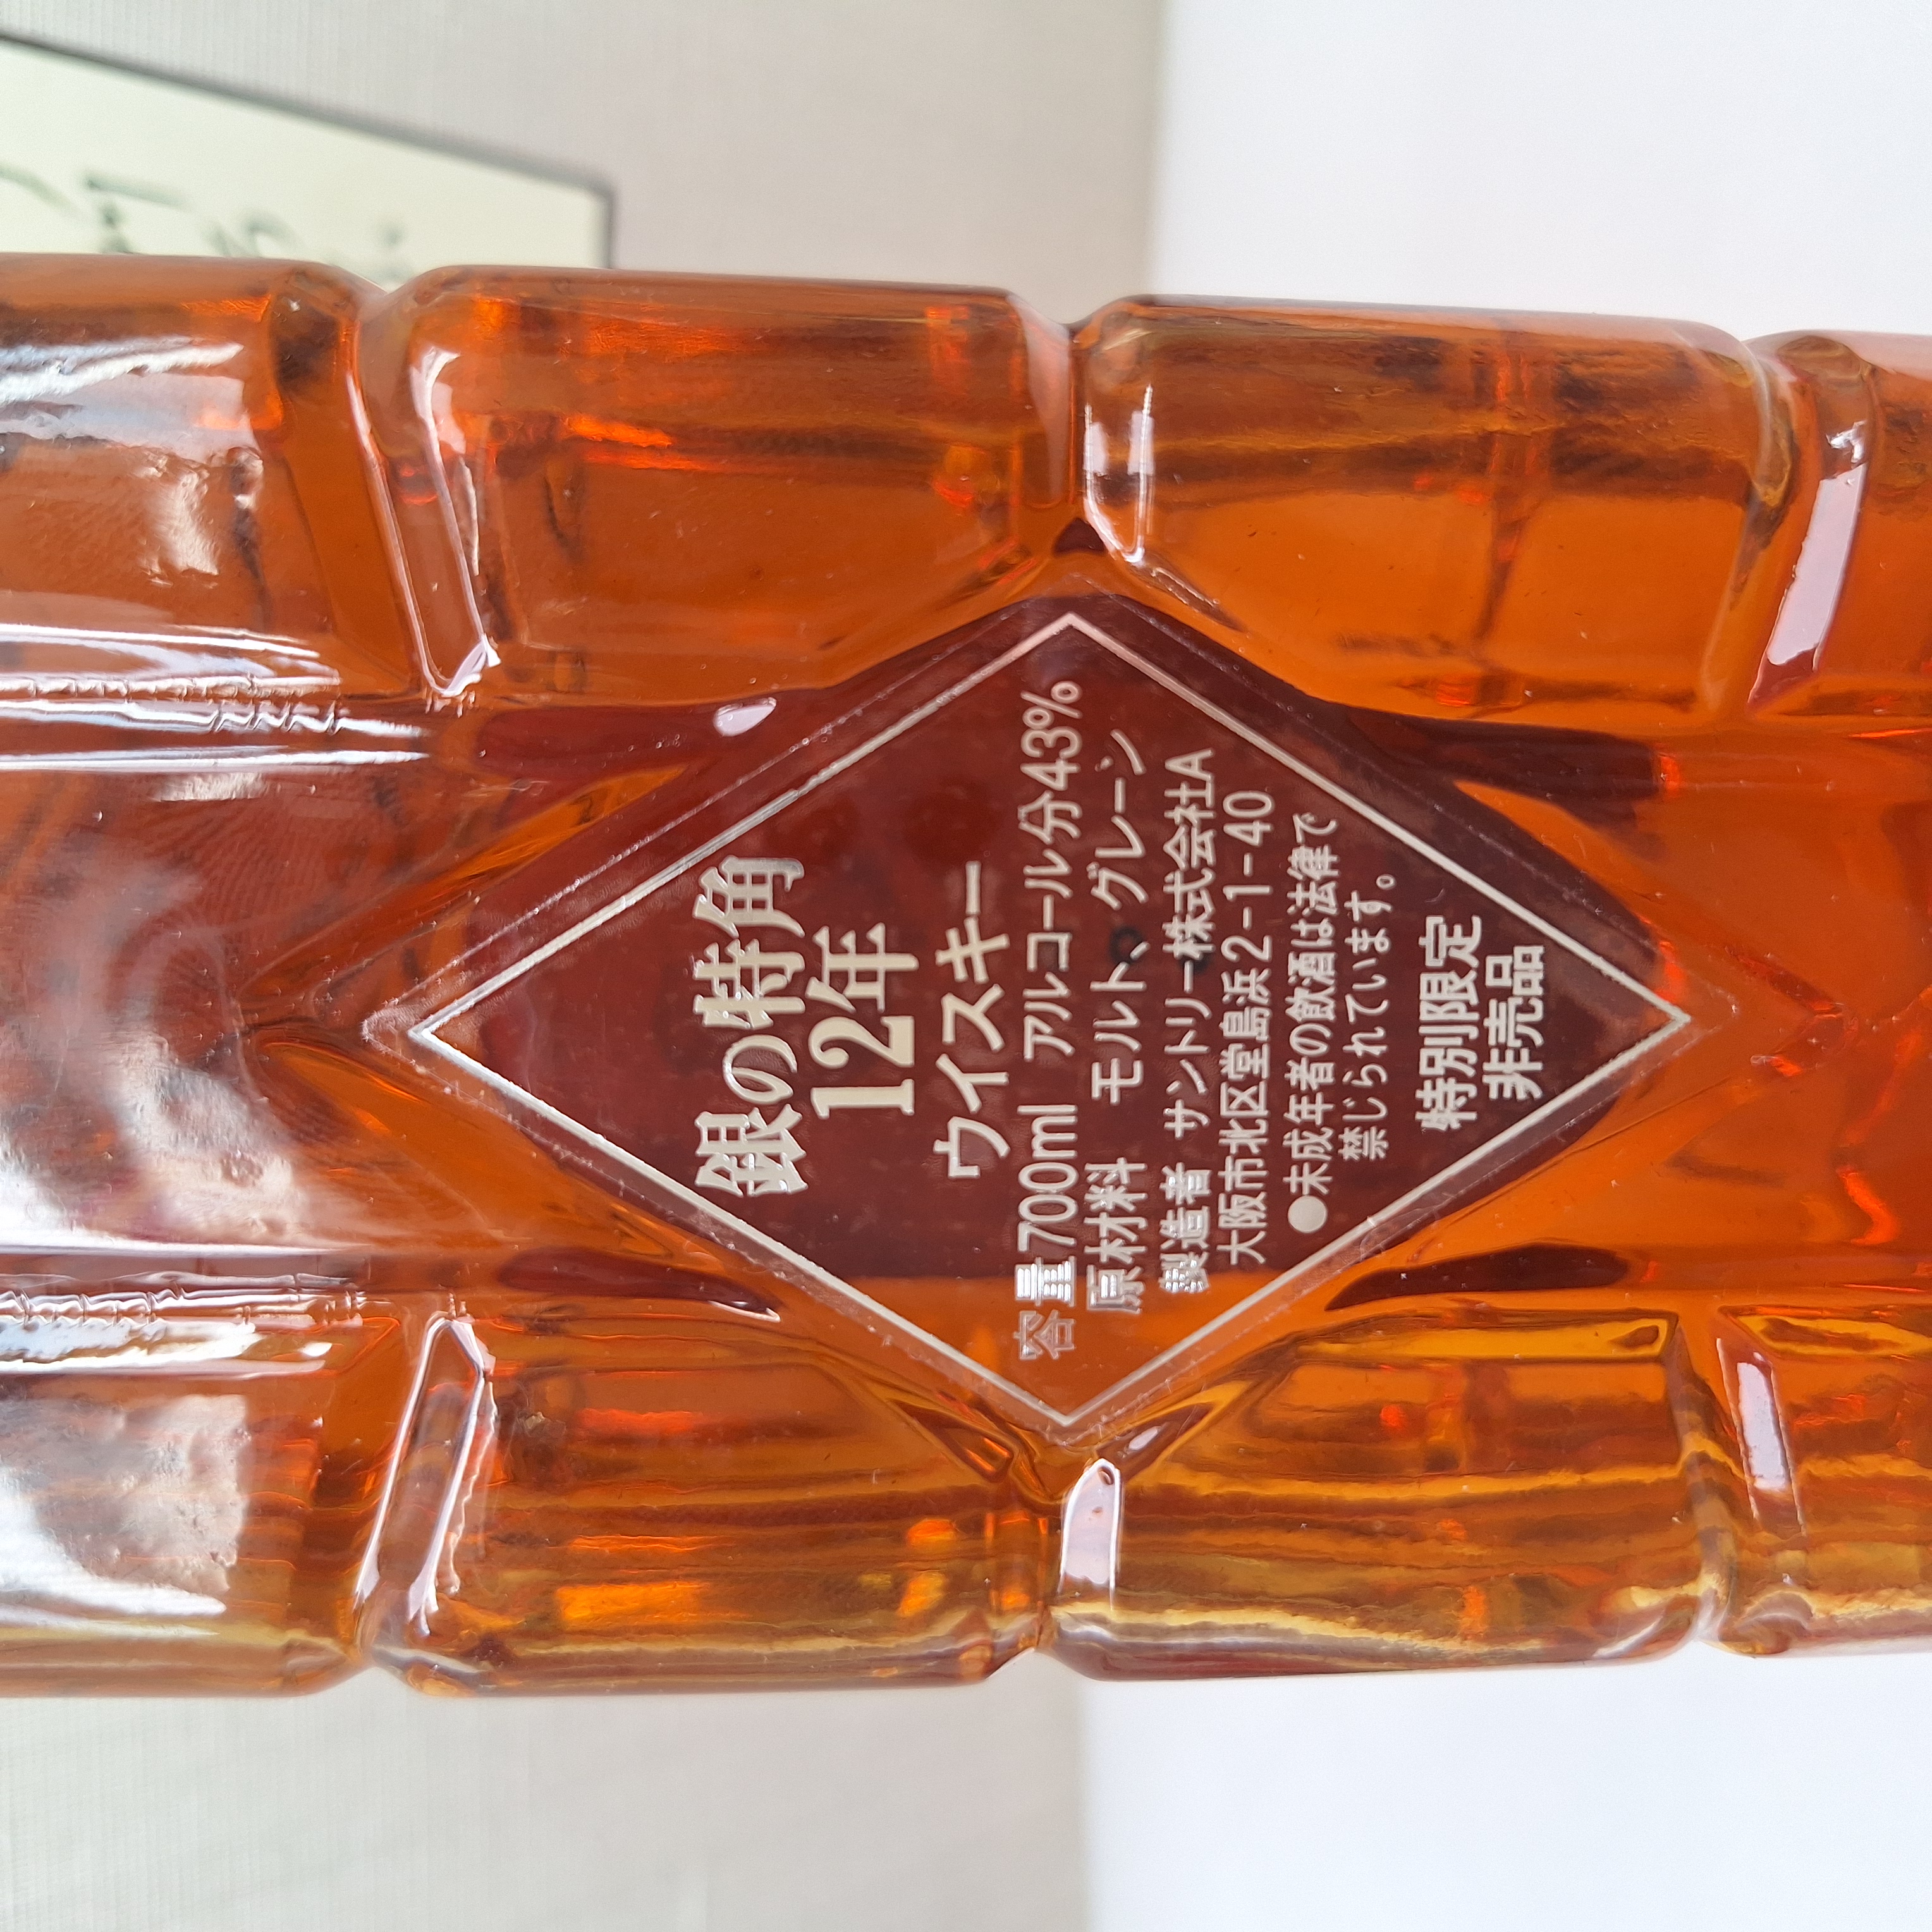 銀の特角
12年
ウイスキー
容量700ml アルコール分43%
原材料 モルト、グレーン
製造者 サントリー株式会社A
大阪市北区堂島浜2-1-40
●未成年者の飲酒は法律で
禁じられています。
特別限定
非売品